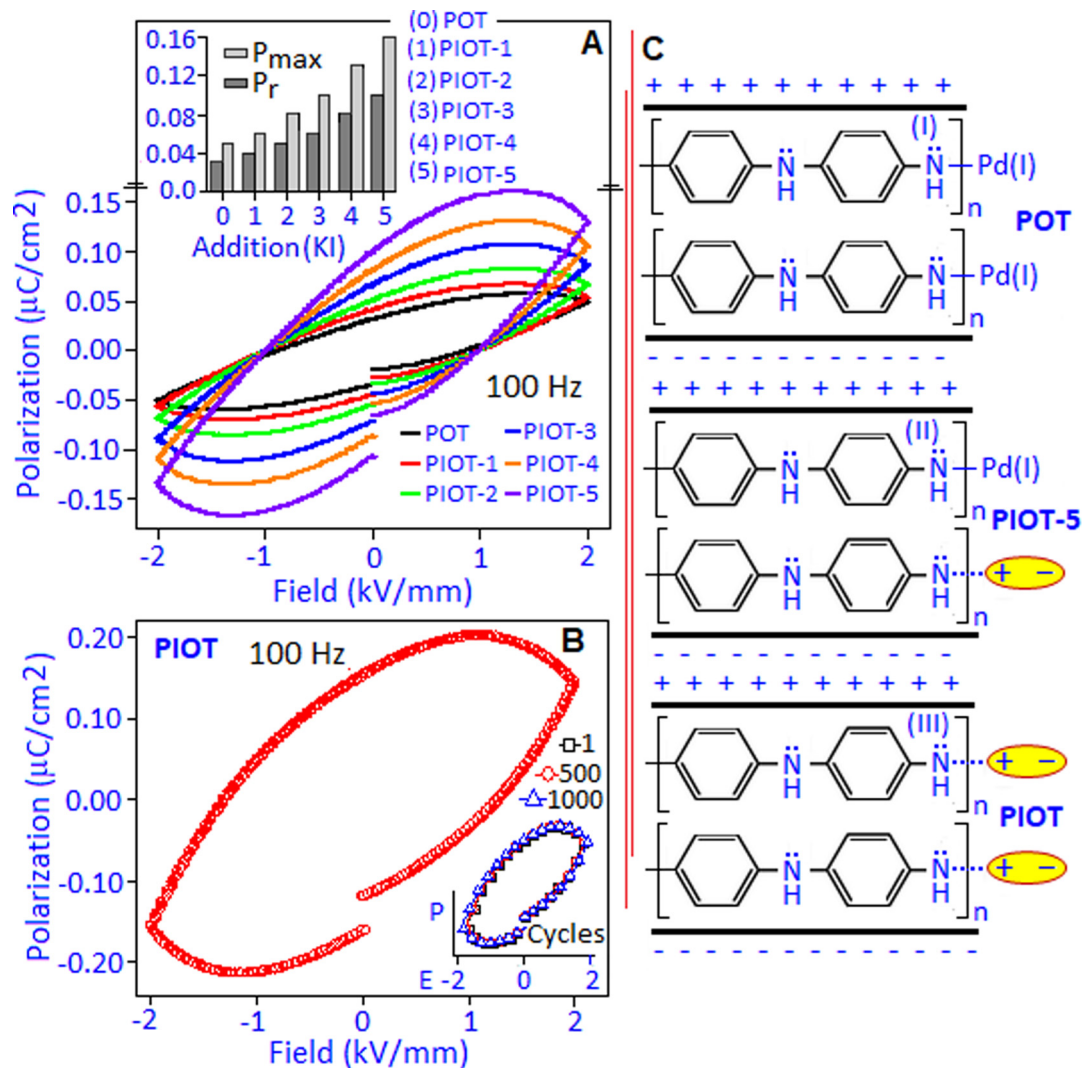 A
0.16
0.12
0.08
0.04
0.0
Pmax
Pr
0 1 2 3 4 5
Addition (KI)
(0) POT
(1) PIOT-1
(2) PIOT-2
(3) PIOT-3
(4) PIOT-4
(5) PIOT-5
Polarization (μC/cm2)
0.15
0.10
0.05
0.00
-0.05
-0.10
-0.15
100 Hz
POT
PIOT-1
PIOT-2
PIOT-3
PIOT-4
PIOT-5
-2 -1 0 1 2
Field (kV/mm)
B
PIOT
100 Hz
Polarization (μC/cm2)
0.20
0.10
0.00
-0.10
-0.20
1
500
1000
P
Cycles
E -2 0 2
-2 -1 0 1 2
Field (kV/mm)
C
+ + + + + + + + + +
(I)
N̈ H N̈ H Pd(I)
n
POT
N̈ H N̈ H Pd(I)
n
- - - - - - - - - - -
+ + + + + + + + + +
(II)
N̈ H N̈ H Pd(I)
n
PIOT-5
N̈ H N̈ H + −
n
- - - - - - - - - - -
+ + + + + + + + + +
(III)
N̈ H N̈ H + −
n
PIOT
N̈ H N̈ H + −
n
- - - - - - - - - - -